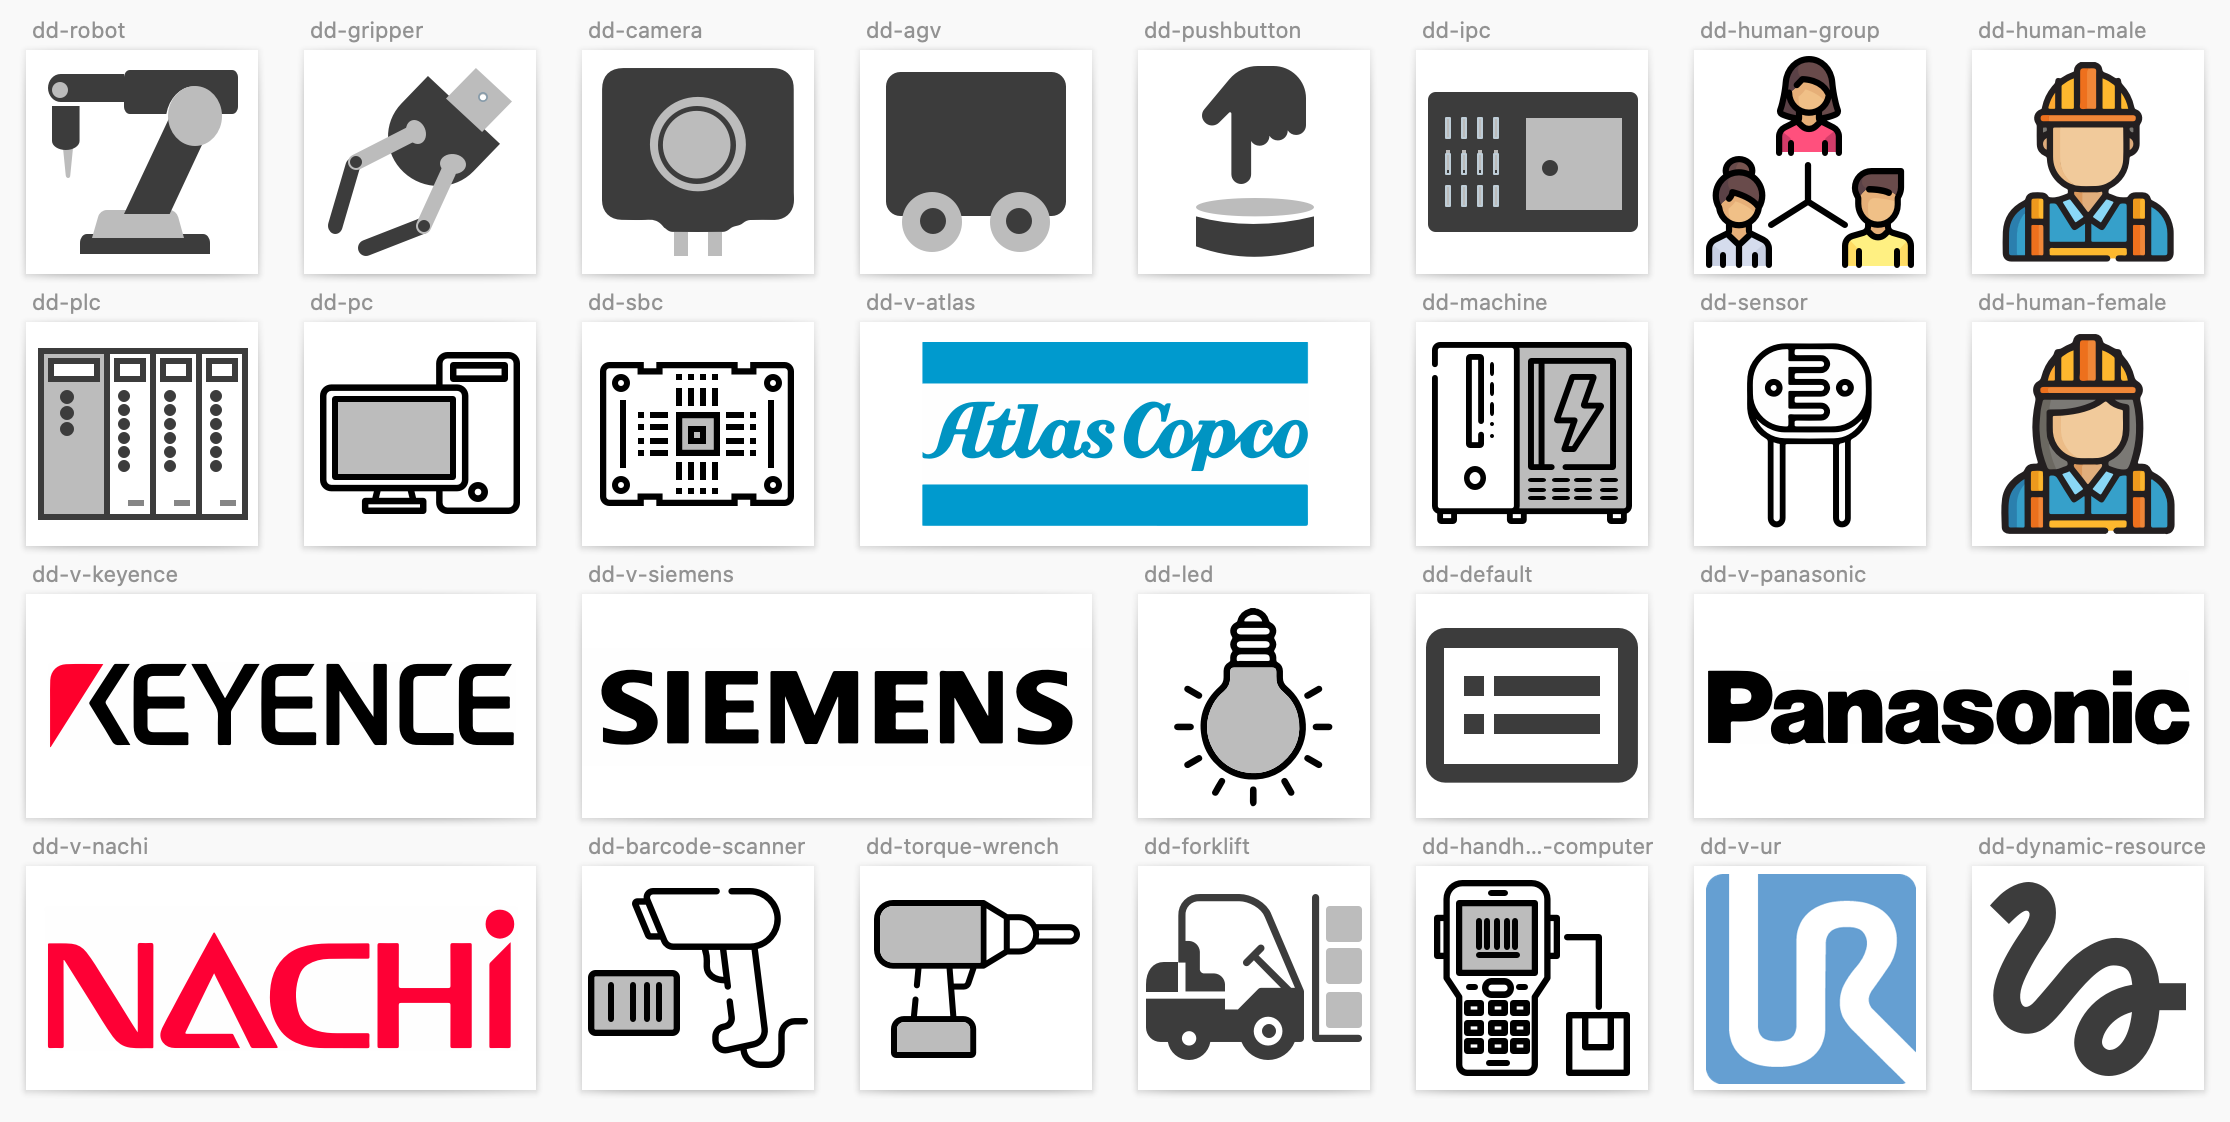 dd-robot
dd-gripper
dd-camera
dd-agv
dd-pushbutton
dd-ipc
dd-human-group
dd-human-male
dd-plc
dd-pc
dd-sbc
dd-v-atlas
Atlas Copco
dd-machine
dd-sensor
dd-human-female
dd-v-keyence
KEYENCE
dd-v-siemens
SIEMENS
dd-led
dd-default
dd-v-panasonic
Panasonic
dd-v-nachi
NACHi
dd-barcode-scanner
dd-torque-wrench
dd-forklift
dd-handh...-computer
dd-v-ur
UR
dd-dynamic-resource